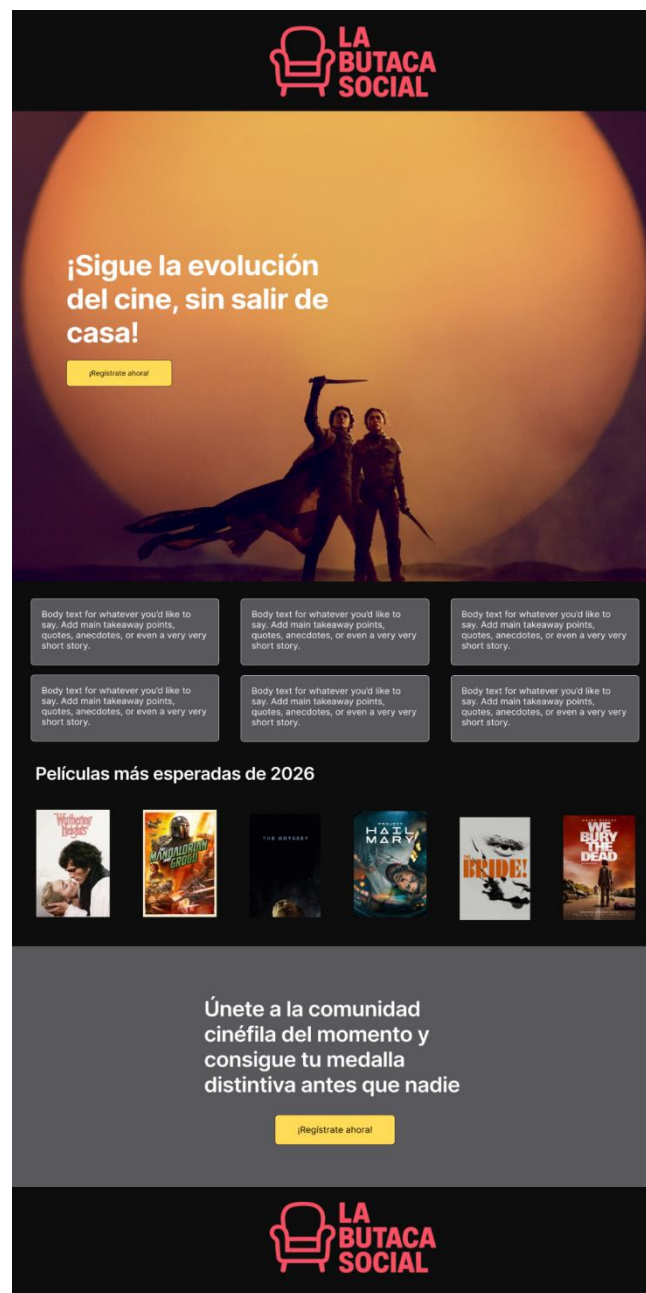 LA
BUTACA
SOCIAL
¡Sigue la evolución
del cine, sin salir de
casa!
¡Regístrate ahora!
Body text for whatever you'd like to
say. Add main takeaway points,
quotes, anecdotes, or even a very very
short story.
Body text for whatever you'd like to
say. Add main takeaway points,
quotes, anecdotes, or even a very very
short story.
Body text for whatever you'd like to
say. Add main takeaway points,
quotes, anecdotes, or even a very very
short story.
Body text for whatever you'd like to
say. Add main takeaway points,
quotes, anecdotes, or even a very very
short story.
Body text for whatever you'd like to
say. Add main takeaway points,
quotes, anecdotes, or even a very very
short story.
Body text for whatever you'd like to
say. Add main takeaway points,
quotes, anecdotes, or even a very very
short story.
Películas más esperadas de 2026
Wuthering
Heights
THE
MANDALORIAN
GROGU
THE ODYSSEY
PROJECT
HAIL
MARY
THE
BRIDE!
WE
BURY
THE
DEAD
Únete a la comunidad
cinéfila del momento y
consigue tu medalla
distintiva antes que nadie
¡Regístrate ahora!
LA
BUTACA
SOCIAL